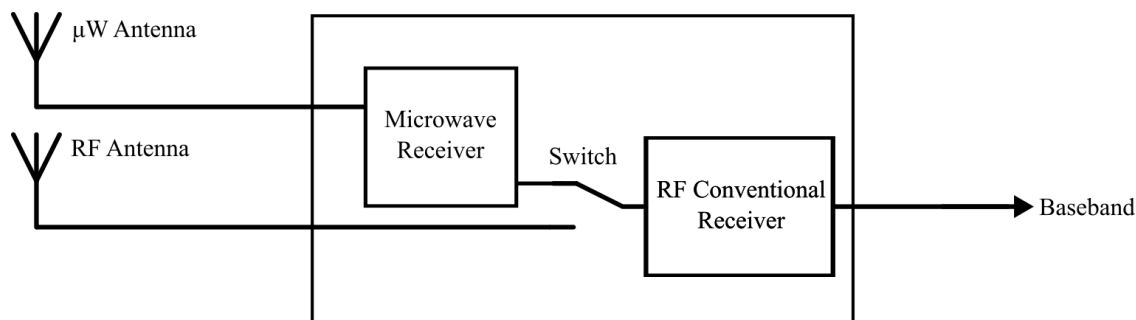 µW Antenna
RF Antenna
Microwave
Receiver
Switch
RF Conventional
Receiver
Baseband